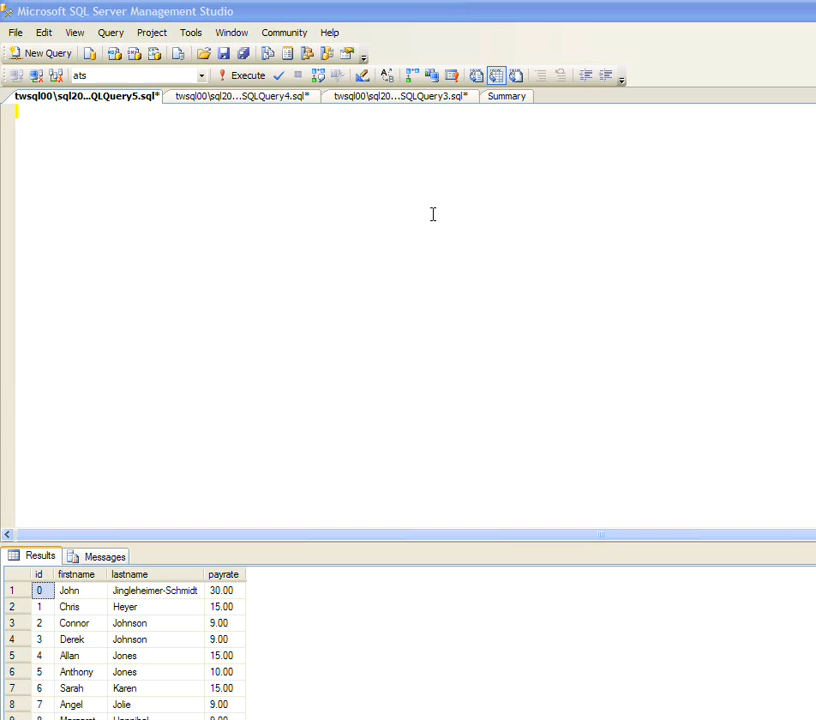 Microsoft SQL Server Management Studio
File Edit View Query Project Tools Window Community Help
New Query
ats Execute
twsql00\sql20...QLQuery5.sql* twsql00\sql20...SQLQuery4.sql* twsql00\sql20...SQLQuery3.sql* Summary
Results Messages
id firstname lastname payrate
1 0 John Jingleheimer-Schmidt 30.00
2 1 Chris Heyer 15.00
3 2 Connor Johnson 9.00
4 3 Derek Johnson 9.00
5 4 Allan Jones 15.00
6 5 Anthony Jones 10.00
7 6 Sarah Karen 15.00
8 7 Angel Jolie 9.00